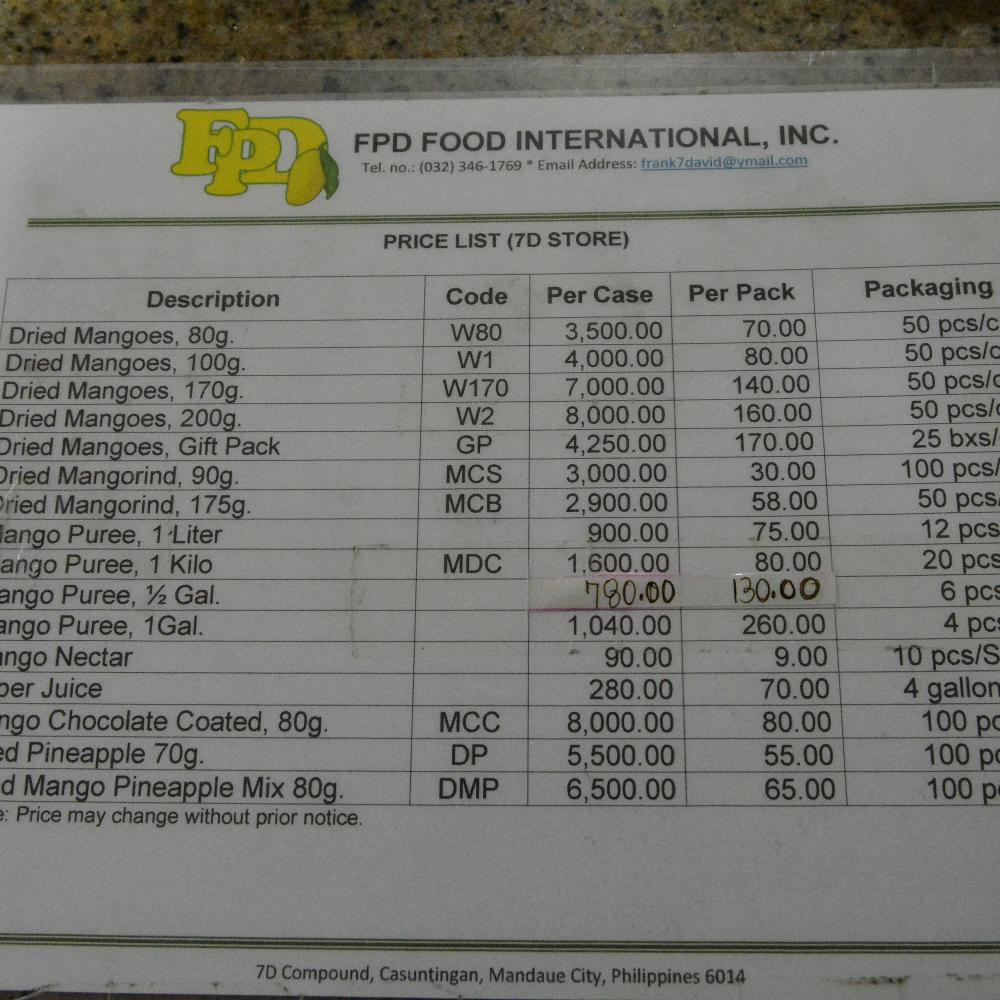 FPD
FPD FOOD INTERNATIONAL, INC.
Tel. no.: (032) 346-1769 * Email Address: frank7david@ymail.com
PRICE LIST (7D STORE)
Description Code Per Case Per Pack Packaging
Dried Mangoes, 80g. W80 3,500.00 70.00 50 pcs/c
Dried Mangoes, 100g. W1 4,000.00 80.00 50 pcs/c
Dried Mangoes, 170g. W170 7,000.00 140.00 50 pcs/c
Dried Mangoes, 200g. W2 8,000.00 160.00 50 pcs/c
Dried Mangoes, Gift Pack GP 4,250.00 170.00 25 bxs/
Dried Mangorind, 90g. MCS 3,000.00 30.00 100 pcs/
Dried Mangorind, 175g. MCB 2,900.00 58.00 50 pcs/
ango Puree, 1 Liter 900.00 75.00 12 pcs
ango Puree, 1 Kilo MDC 1,600.00 80.00 20 pcs
ango Puree, ½ Gal. 780.00 130.00 6 pcs
ango Puree, 1Gal. 1,040.00 260.00 4 pcs
ngo Nectar 90.00 9.00 10 pcs/S
ber Juice 280.00 70.00 4 gallon
ngo Chocolate Coated, 80g. MCC 8,000.00 80.00 100 pc
ed Pineapple 70g. DP 5,500.00 55.00 100 pc
d Mango Pineapple Mix 80g. DMP 6,500.00 65.00 100 pc
e: Price may change without prior notice.
7D Compound, Casuntingan, Mandaue City, Philippines 6014